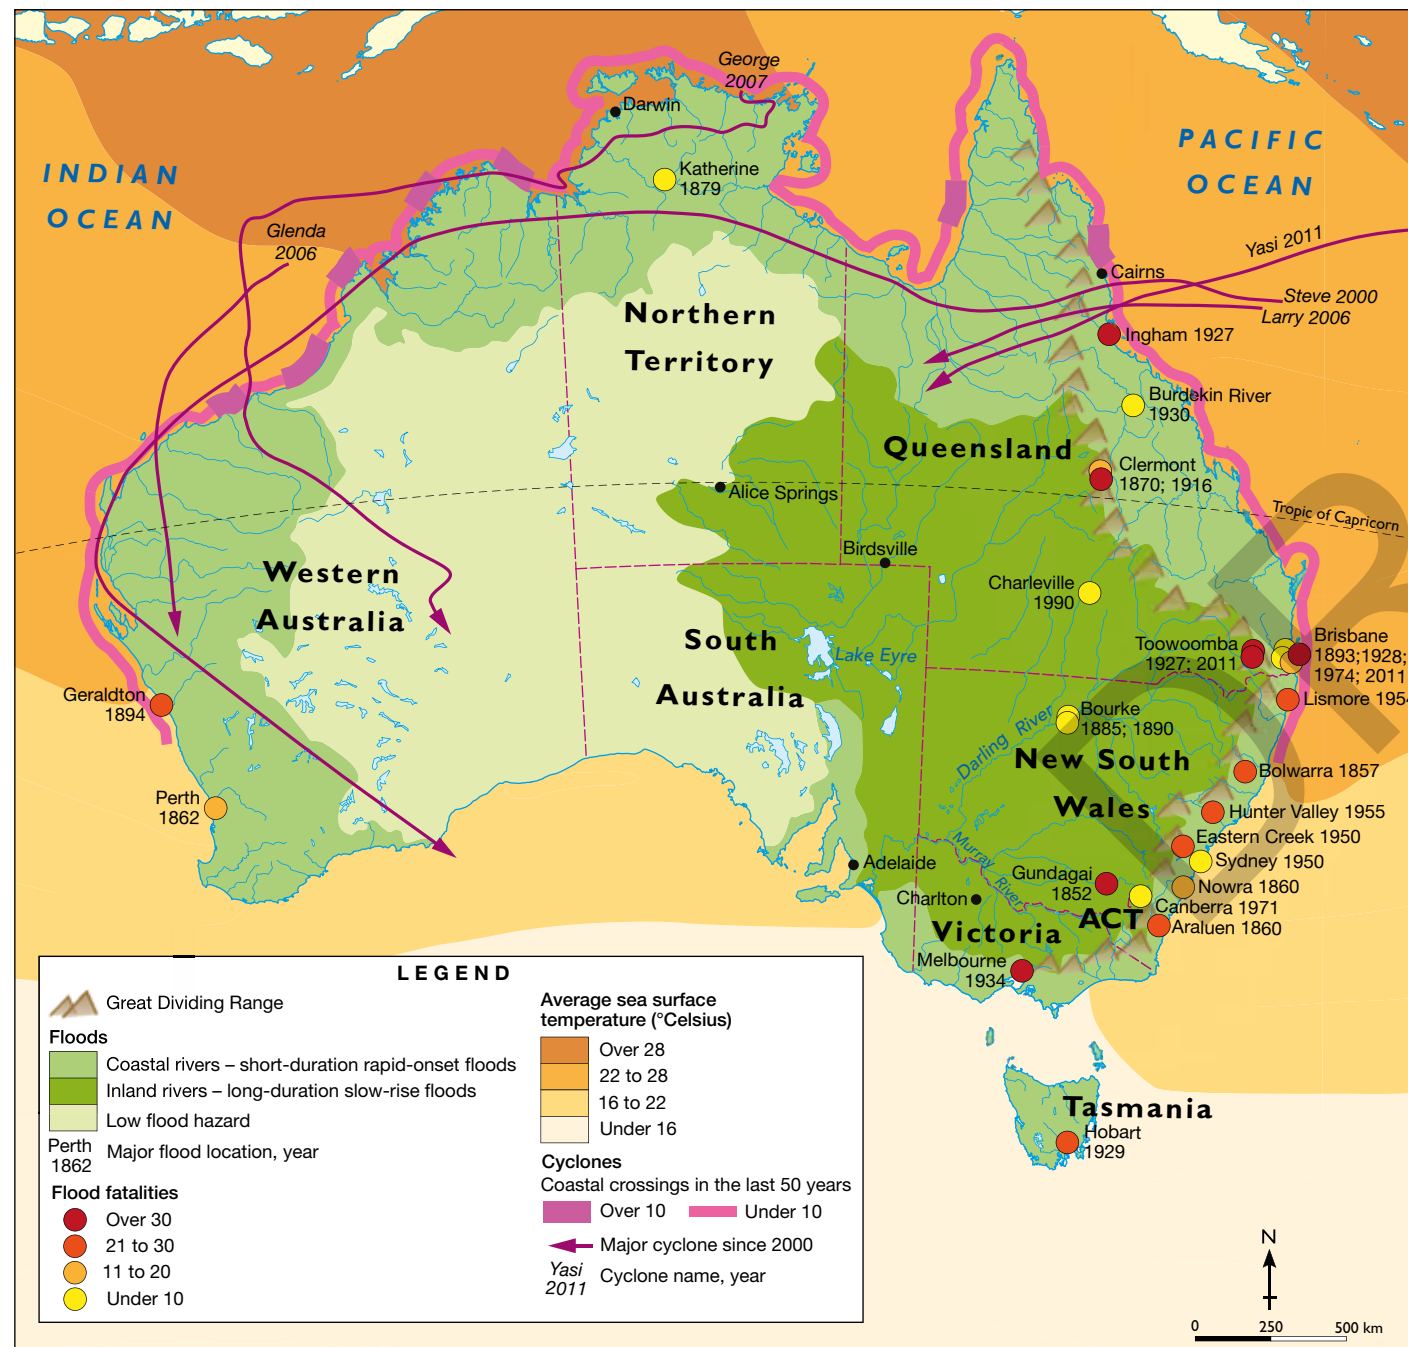 George
2007
Darwin
PACIFIC
OCEAN
INDIAN
OCEAN
Katherine
1879
Glenda
2006
Yasi 2011
Cairns
Steve 2000
Larry 2006
Northern
Territory
Ingham 1927
Burdekin River
1930
Queensland
Clermont
1870; 1916
Alice Springs
Tropic of Capricorn
Birdsville
Western
Australia
Charleville
1990
South
Australia
Lake Eyre
Toowoomba
1927; 2011
Brisbane
1893;1928;
1974; 2011
Geraldton
1894
Lismore 1954
Bourke
1885; 1890
Darling River
New South
Wales
Bolwarra 1857
Perth
1862
Hunter Valley 1955
Eastern Creek 1950
Sydney 1950
Murray River
Adelaide
Gundagai
1852
Charlton
Nowra 1860
Canberra 1971
ACT
Araluen 1860
Victoria
Melbourne
1934
Tasmania
Hobart
1929
LEGEND
Great Dividing Range
Floods
Coastal rivers – short-duration rapid-onset floods
Inland rivers – long-duration slow-rise floods
Low flood hazard
Perth
1862
Major flood location, year
Flood fatalities
Over 30
21 to 30
11 to 20
Under 10
Average sea surface
temperature (°Celsius)
Over 28
22 to 28
16 to 22
Under 16
Cyclones
Coastal crossings in the last 50 years
Over 10
Under 10
Major cyclone since 2000
Yasi
2011
Cyclone name, year
N
0 250 500 km